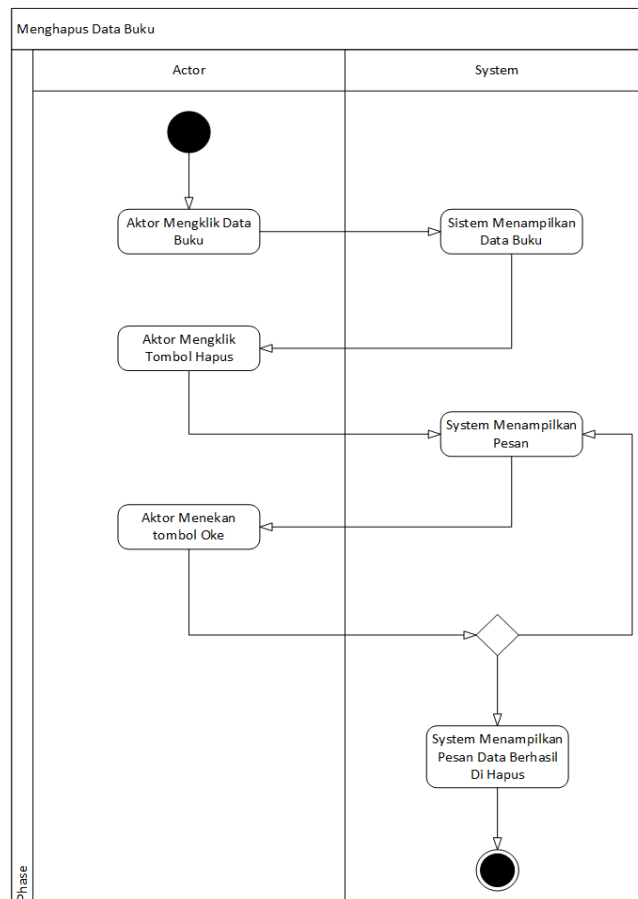 Menghapus Data Buku
Actor
System
Aktor Mengklik Data
Buku
Sistem Menampilkan
Data Buku
Aktor Mengklik
Tombol Hapus
System Menampilkan
Pesan
Aktor Menekan
tombol Oke
System Menampilkan
Pesan Data Berhasil
Di Hapus
Phase